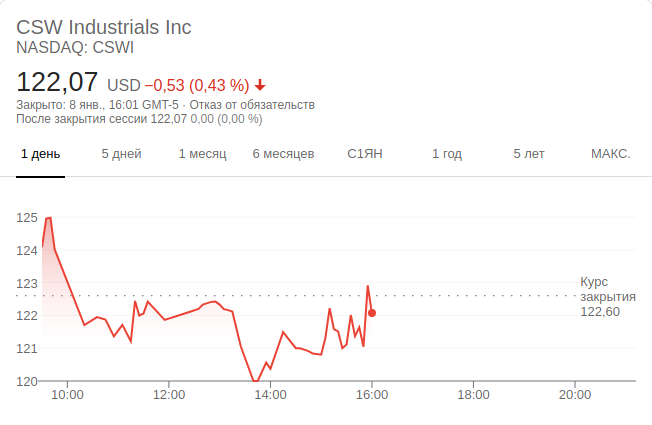 CSW Industrials Inc
NASDAQ: CSWI
122,07 USD −0,53 (0,43 %)
Закрыто: 8 янв., 16:01 GMT-5 · Отказ от обязательств
После закрытия сессии 122,07 0,00 (0,00 %)
1 день 5 дней 1 месяц 6 месяцев С1ЯН 1 год 5 лет МАКС.
125
124
123
122
121
120
Курс
закрытия
122,60
10:00 12:00 14:00 16:00 18:00 20:00